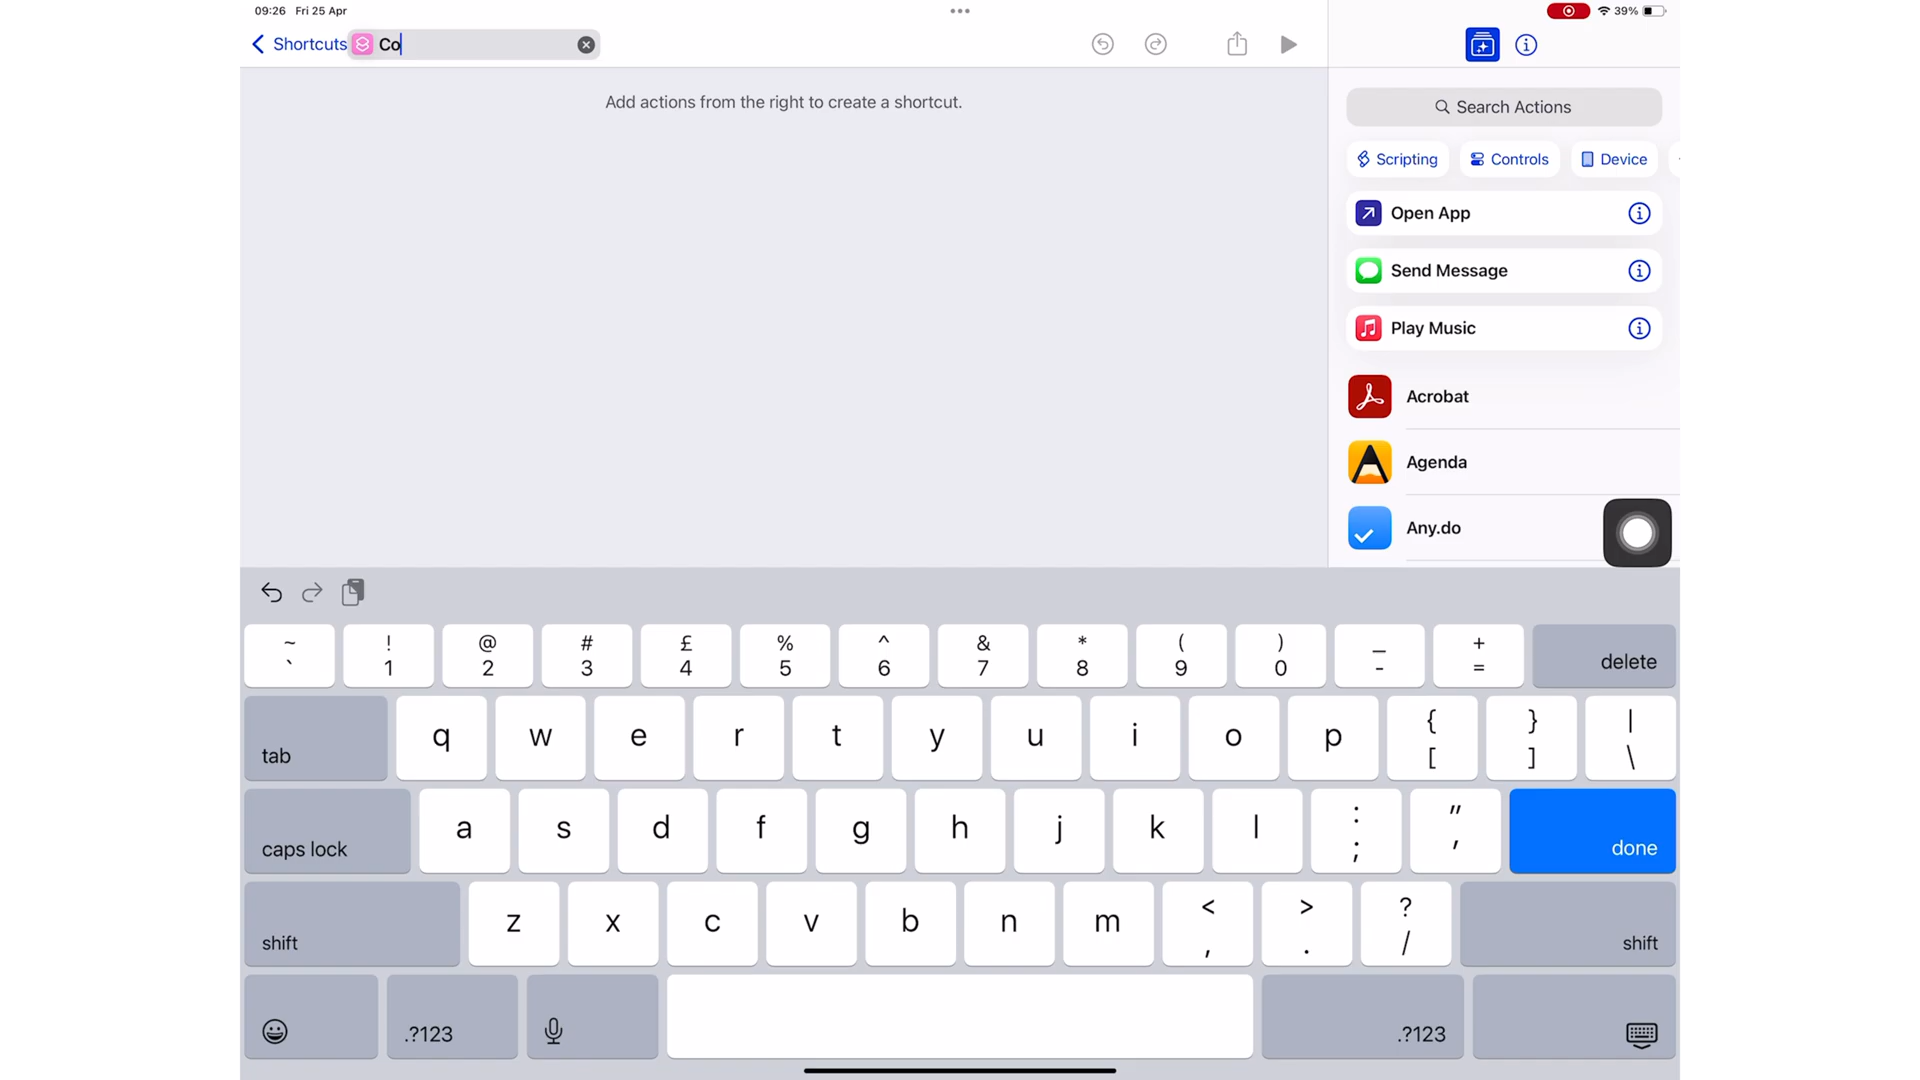 09:26 Fri 25 Apr
39%
Shortcuts Co
Add actions from the right to create a shortcut.
Search Actions
Scripting Controls Device
Open App
Send Message
Play Music
Acrobat
Agenda
Any.do
~ ! @ # £ % ^ & * ( ) _ +
` 1 2 3 4 5 6 7 8 9 0 - = delete
tab q w e r t y u i o p { [ } ] | \
caps lock a s d f g h j k l : ; " ' done
shift z x c v b n m < , > . ? / shift
.?123 .?123